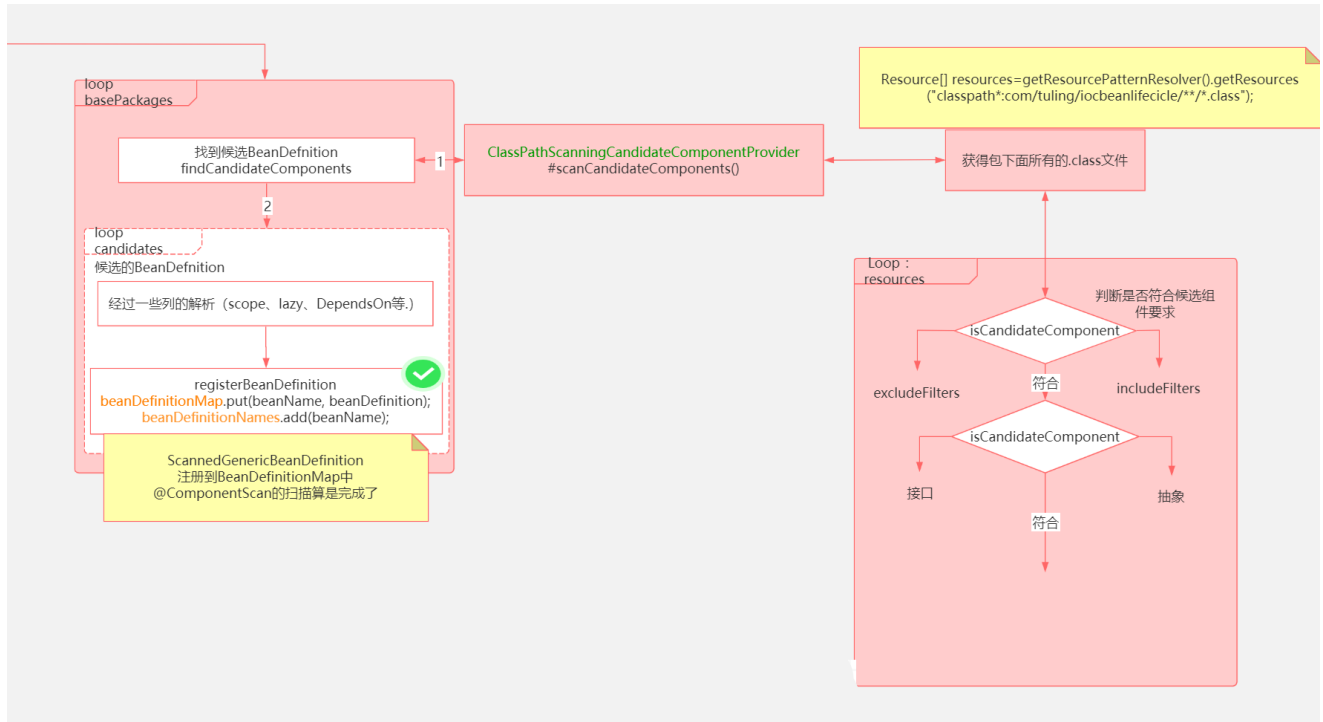 loop
basePackages
找到候选BeanDefnition
findCandidateComponents
1
2
loop
candidates
候选的BeanDefnition
经过一些列的解析（scope、lazy、DependsOn等.）
registerBeanDefinition
beanDefinitionMap.put(beanName, beanDefinition);
beanDefinitionNames.add(beanName);
ScannedGenericBeanDefinition
注册到BeanDefinitionMap中
@ComponentScan的扫描算是完成了
ClassPathScanningCandidateComponentProvider
#scanCandidateComponents()
Resource[] resources=getResourcePatternResolver().getResources
("classpath*:com/tuling/iocbeanlifecicle/**/*.class");
获得包下面所有的.class文件
Loop：
resources
判断是否符合候选组
件要求
isCandidateComponent
excludeFilters
符合
includeFilters
isCandidateComponent
接口
抽象
符合